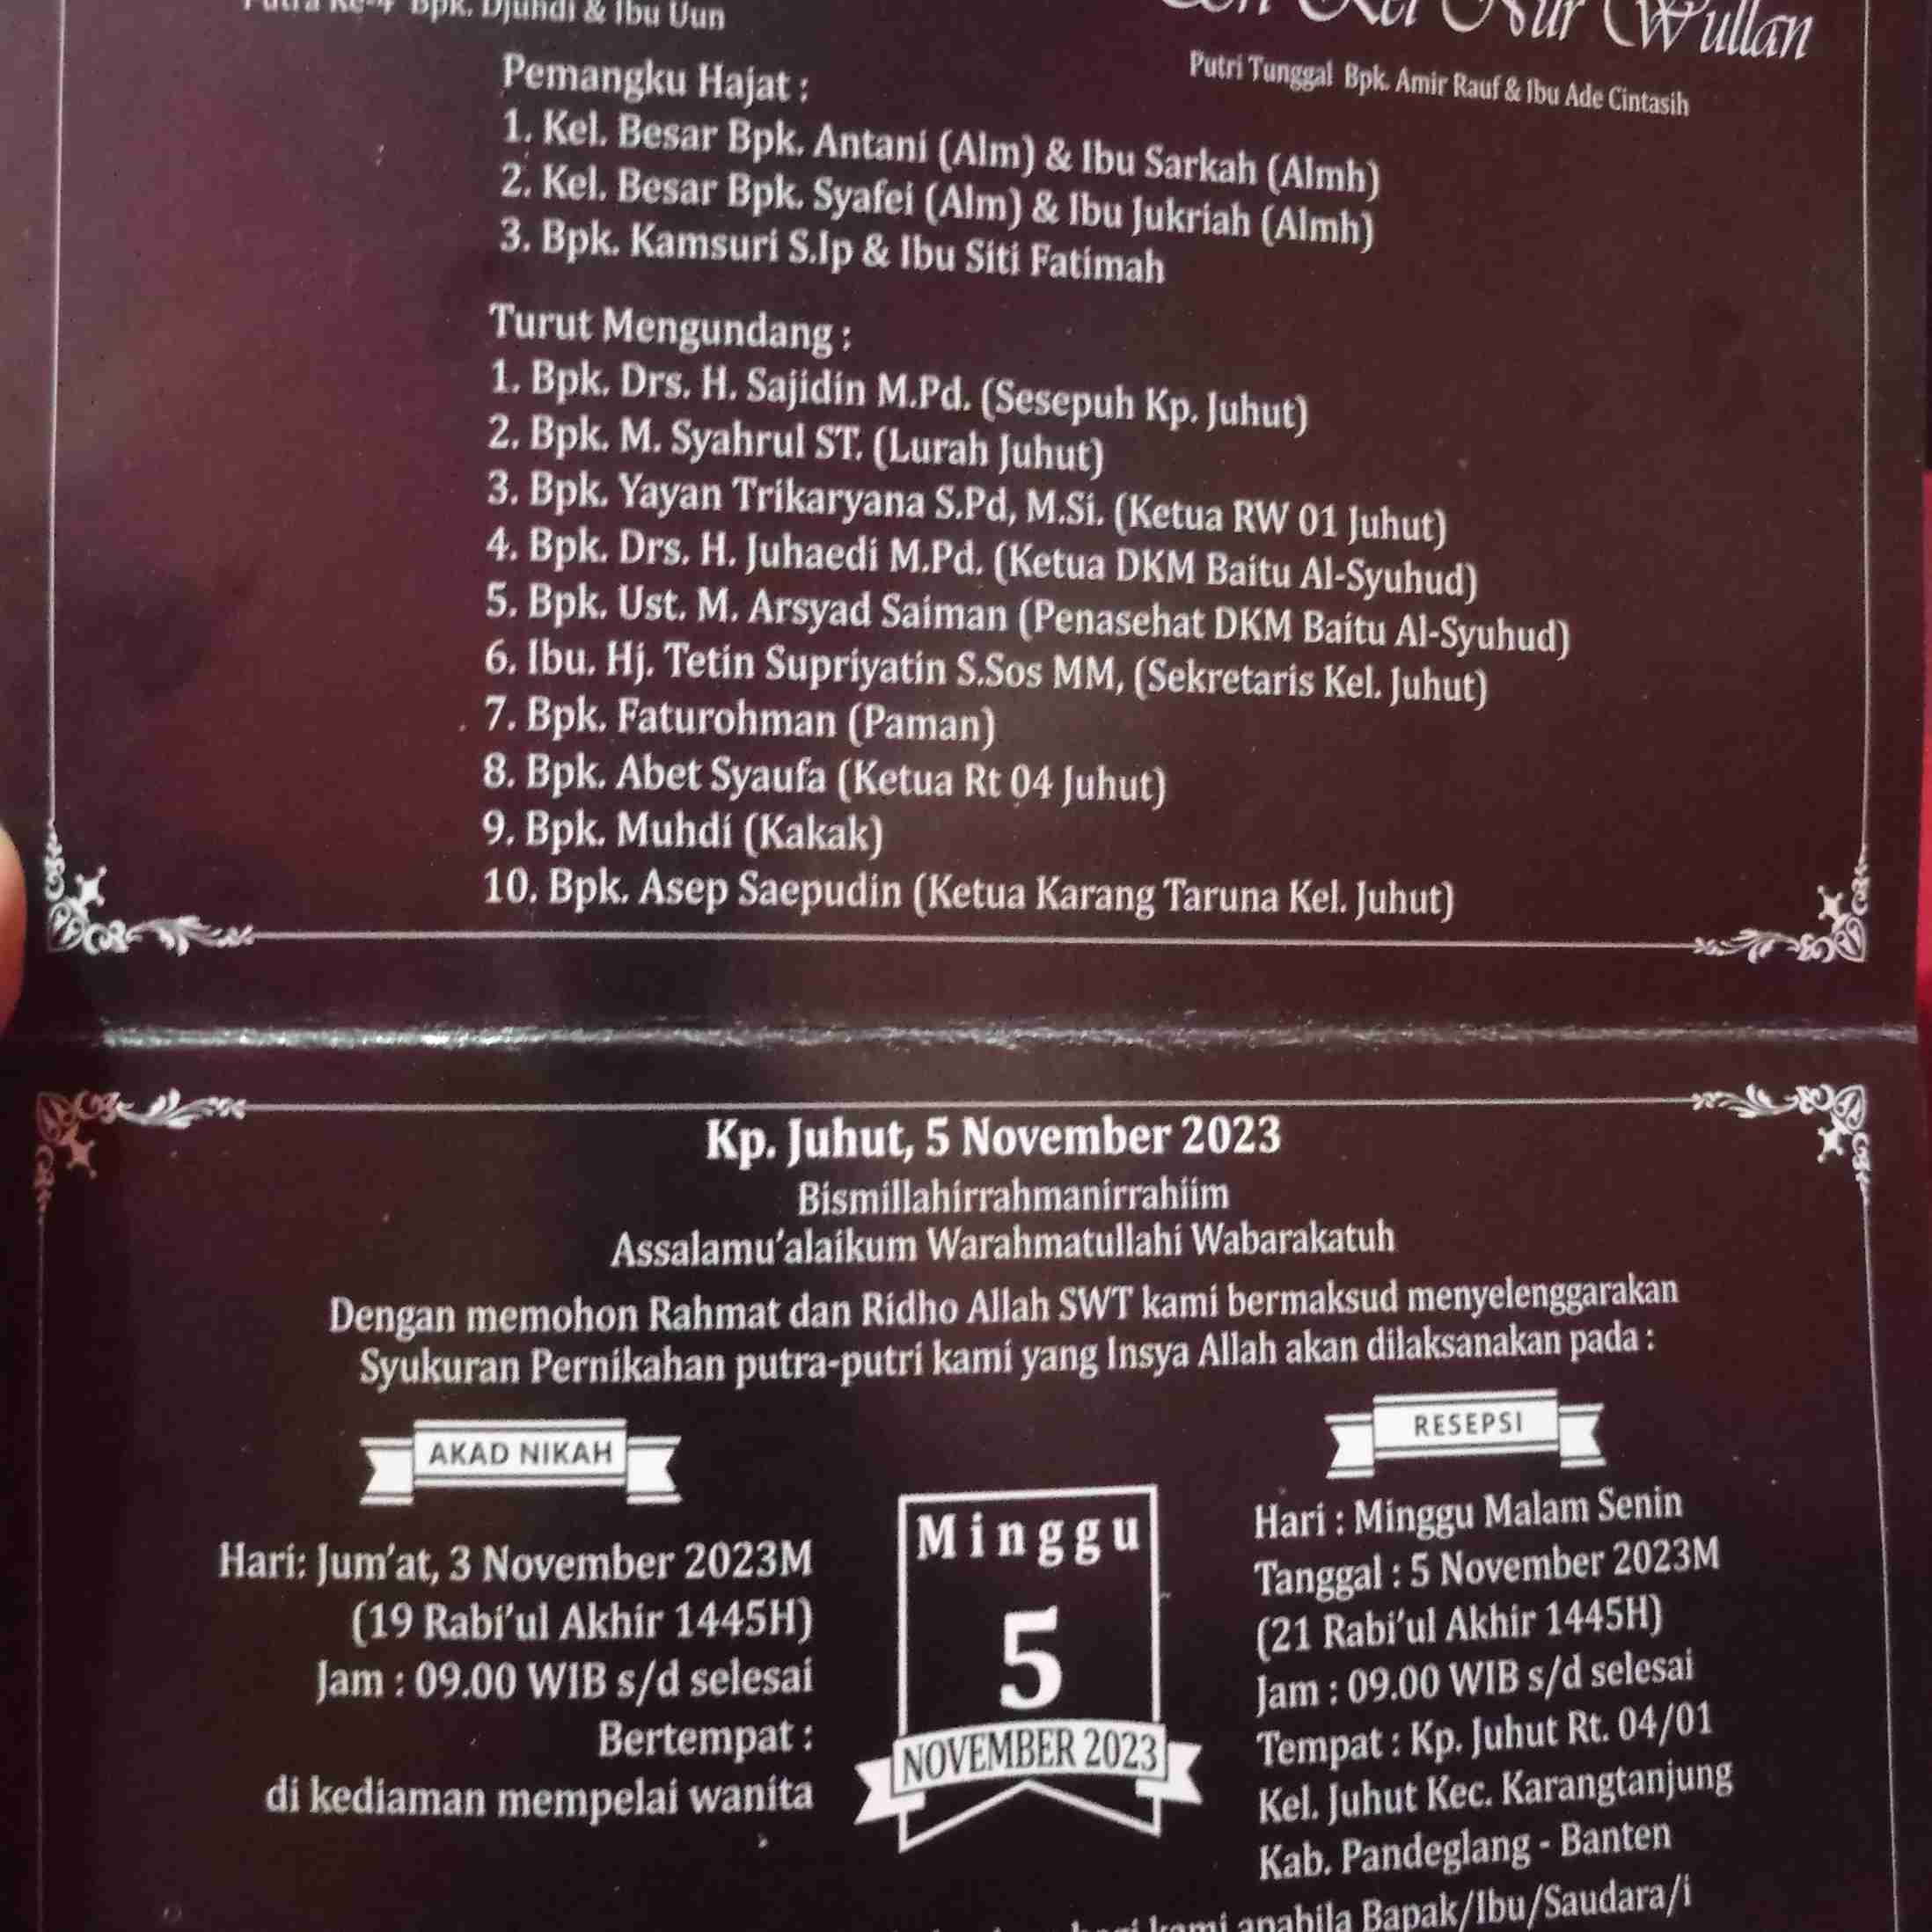 Putra Ke-4 Bpk. Djundi & Ibu Uun
Nur Wullan
Putri Tunggal Bpk. Amir Rauf & Ibu Ade Cintasih
Pemangku Hajat :
1. Kel. Besar Bpk. Antani (Alm) & Ibu Sarkah (Almh)
2. Kel. Besar Bpk. Syafei (Alm) & Ibu Jukriah (Almh)
3. Bpk. Kamsuri S.Ip & Ibu Siti Fatimah
Turut Mengundang :
1. Bpk. Drs. H. Sajidin M.Pd. (Sesepuh Kp. Juhut)
2. Bpk. M. Syahrul ST. (Lurah Juhut)
3. Bpk. Yayan Trikaryana S.Pd, M.Si. (Ketua RW 01 Juhut)
4. Bpk. Drs. H. Juhaedi M.Pd. (Ketua DKM Baitu Al-Syuhud)
5. Bpk. Ust. M. Arsyad Saiman (Penasehat DKM Baitu Al-Syuhud)
6. Ibu. Hj. Tetin Supriyatin S.Sos MM, (Sekretaris Kel. Juhut)
7. Bpk. Faturohman (Paman)
8. Bpk. Abet Syaufa (Ketua Rt 04 Juhut)
9. Bpk. Muhdi (Kakak)
10. Bpk. Asep Saepudin (Ketua Karang Taruna Kel. Juhut)
Kp. Juhut, 5 November 2023
Bismillahirrahmanirrahiim
Assalamu'alaikum Warahmatullahi Wabarakatuh
Dengan memohon Rahmat dan Ridho Allah SWT kami bermaksud menyelenggarakan
Syukuran Pernikahan putra-putri kami yang Insya Allah akan dilaksanakan pada :
AKAD NIKAH
Hari: Jum'at, 3 November 2023M
(19 Rabi'ul Akhir 1445H)
Jam : 09.00 WIB s/d selesai
Bertempat :
di kediaman mempelai wanita
Minggu
5
NOVEMBER 2023
RESEPSI
Hari : Minggu Malam Senin
Tanggal : 5 November 2023M
(21 Rabi'ul Akhir 1445H)
Jam : 09.00 WIB s/d selesai
Tempat : Kp. Juhut Rt. 04/01
Kel. Juhut Kec. Karangtanjung
Kab. Pandeglang - Banten
kami apabila Bapak/Ibu/Saudara/i